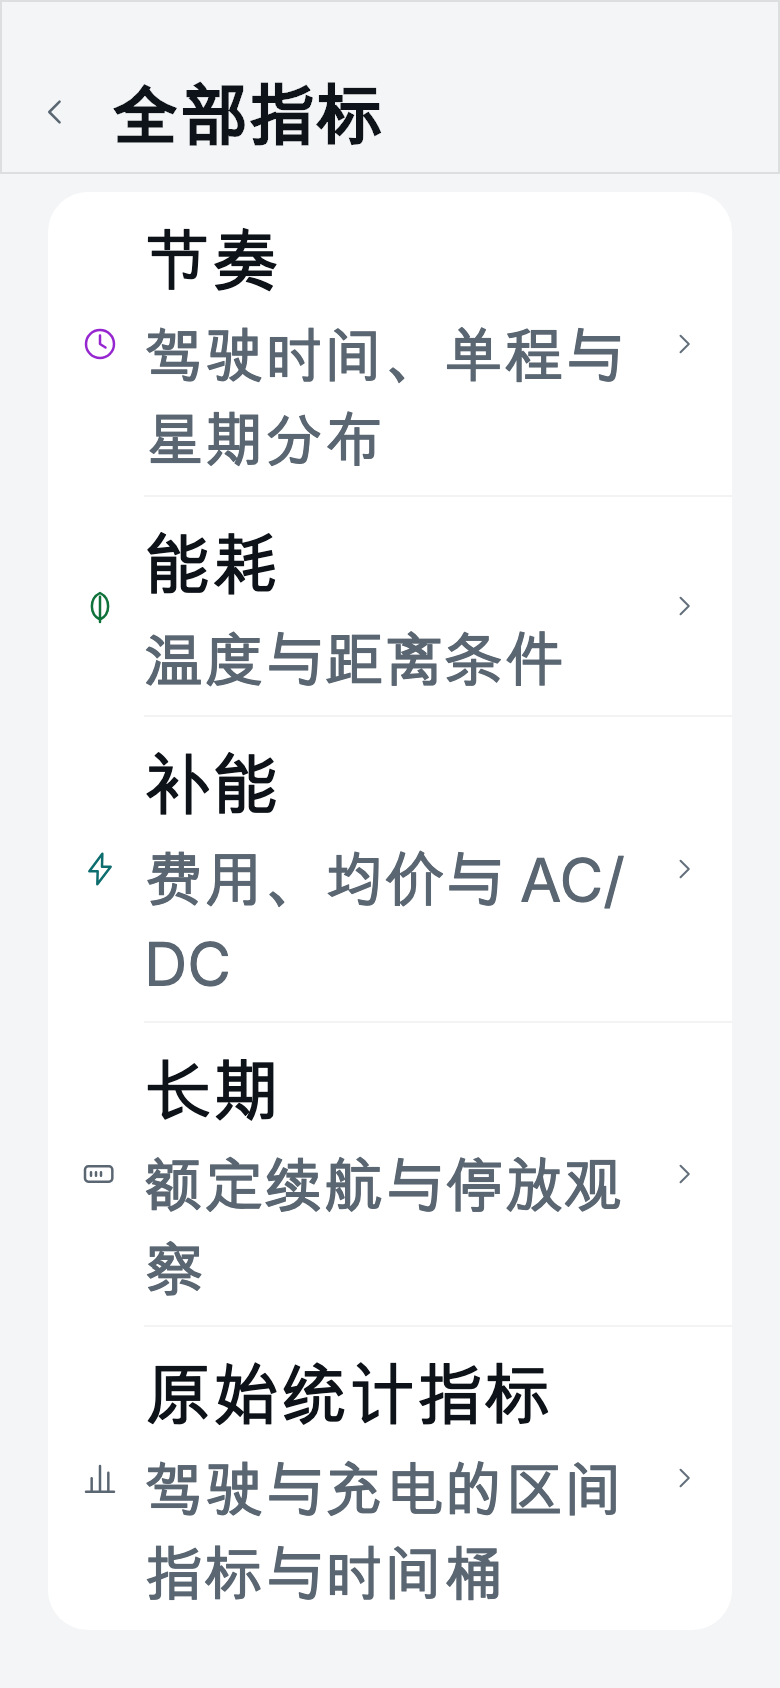 全部指标
节奏
驾驶时间、单程与
星期分布
能耗
温度与距离条件
补能
费用、均价与 AC/
DC
长期
额定续航与停放观
察
原始统计指标
驾驶与充电的区间
指标与时间桶